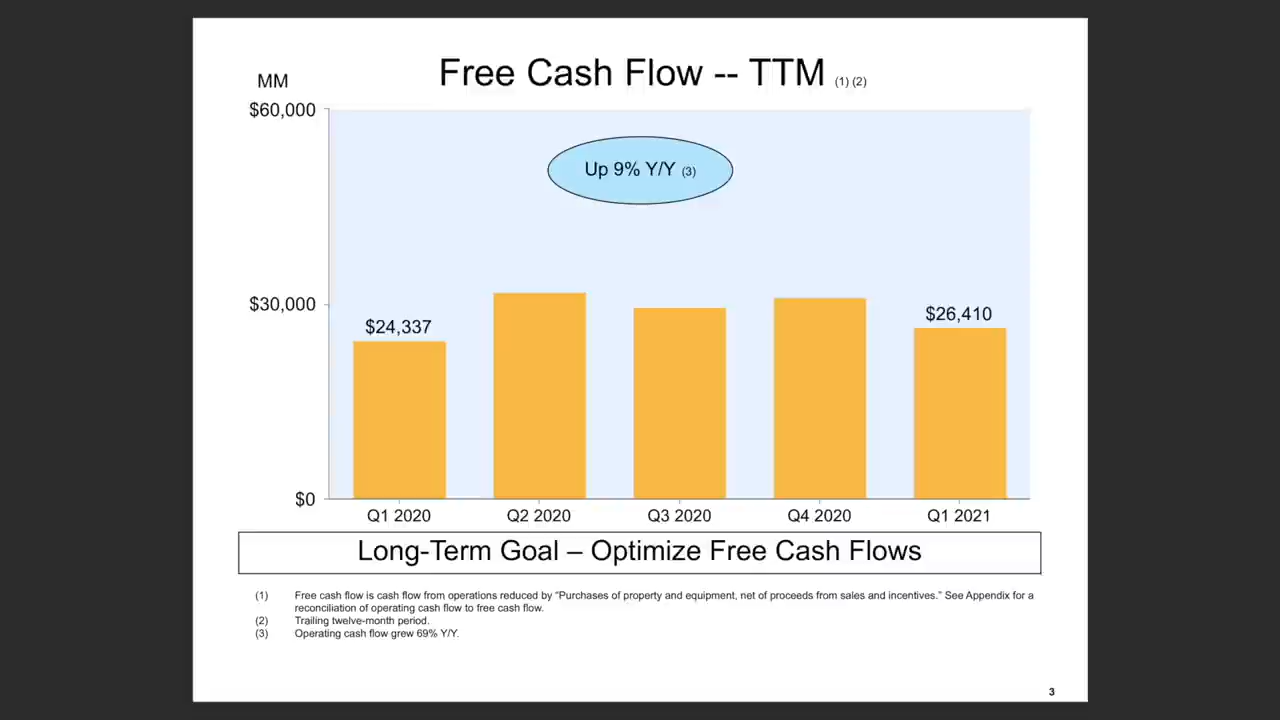 Free Cash Flow -- TTM (1) (2)
MM
$60,000
Up 9% Y/Y (3)
$30,000
$24,337
$26,410
$0
Q1 2020
Q2 2020
Q3 2020
Q4 2020
Q1 2021
Long-Term Goal – Optimize Free Cash Flows
(1) Free cash flow is cash flow from operations reduced by “Purchases of property and equipment, net of proceeds from sales and incentives.” See Appendix for a
reconciliation of operating cash flow to free cash flow.
(2) Trailing twelve-month period.
(3) Operating cash flow grew 69% Y/Y.
3